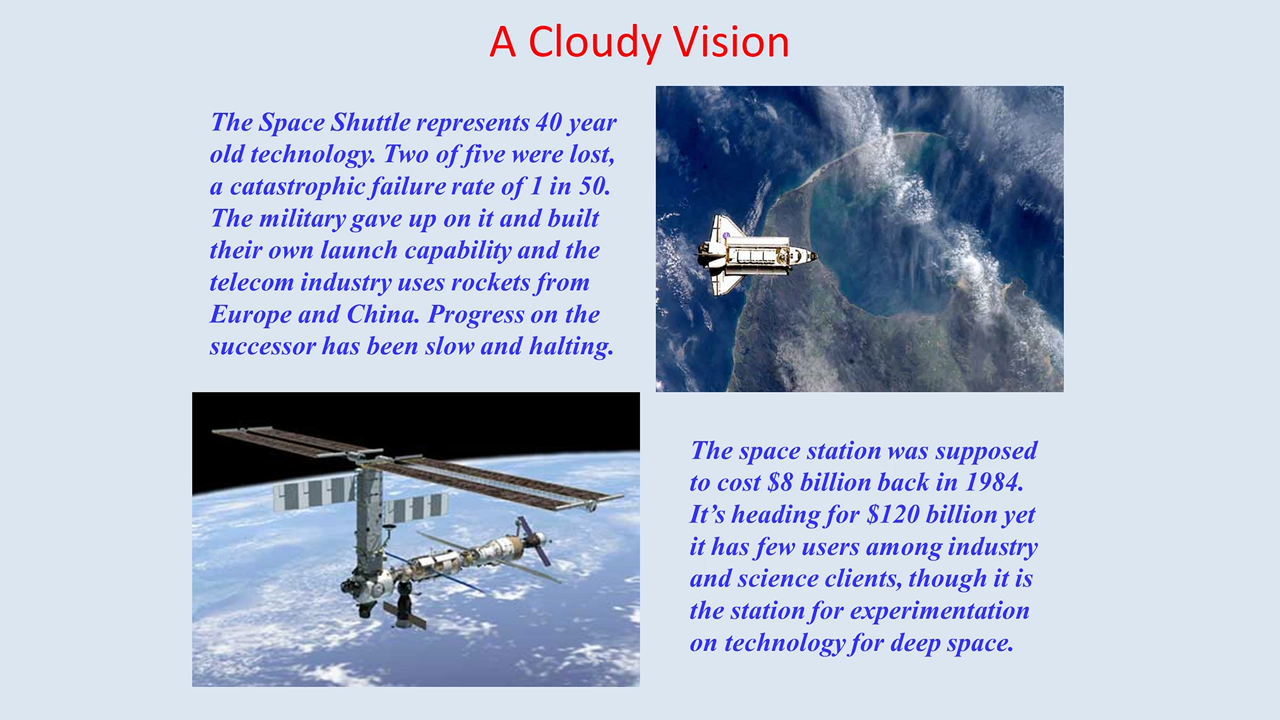 A Cloudy Vision
The Space Shuttle represents 40 year
old technology. Two of five were lost,
a catastrophic failure rate of 1 in 50.
The military gave up on it and built
their own launch capability and the
telecom industry uses rockets from
Europe and China. Progress on the
successor has been slow and halting.
The space station was supposed
to cost $8 billion back in 1984.
It’s heading for $120 billion yet
it has few users among industry
and science clients, though it is
the station for experimentation
on technology for deep space.